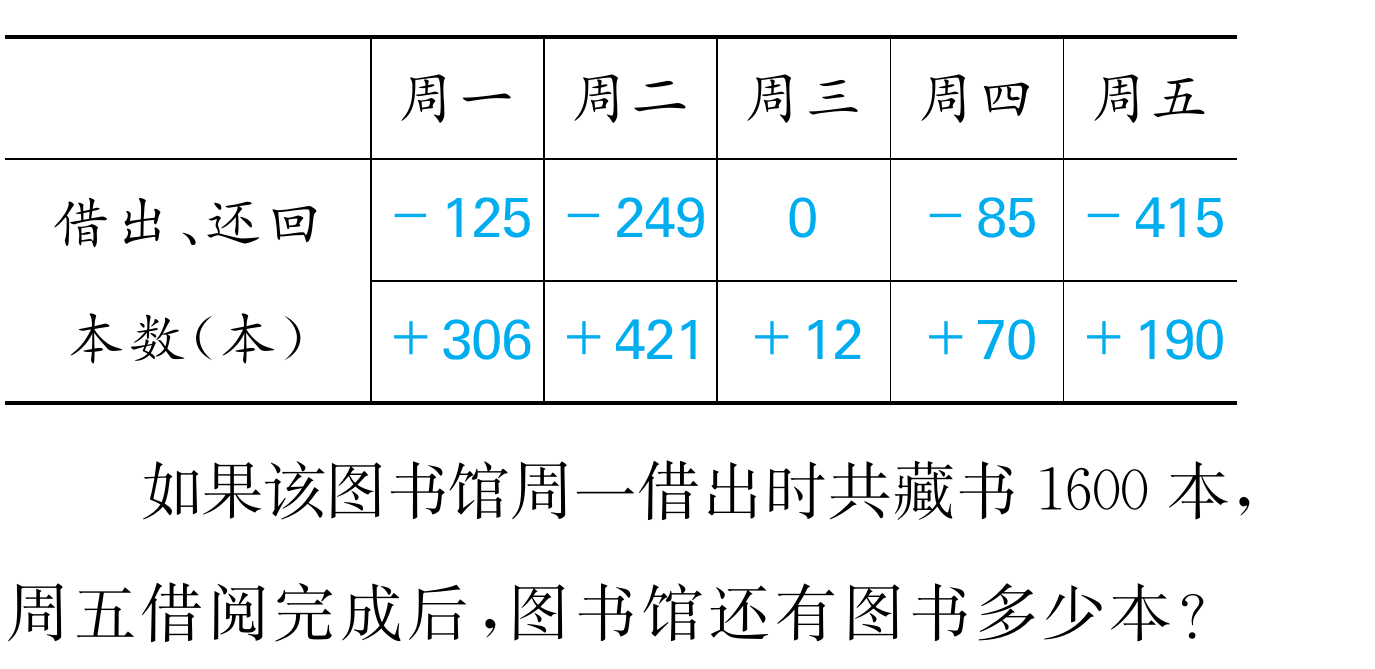 周一 周二 周三 周四 周五
借出、还回 －125 －249 0 －85 －415
本数(本) ＋306 ＋421 ＋12 ＋70 ＋190
如果该图书馆周一借出时共藏书 1600 本,
周五借阅完成后,图书馆还有图书多少本?